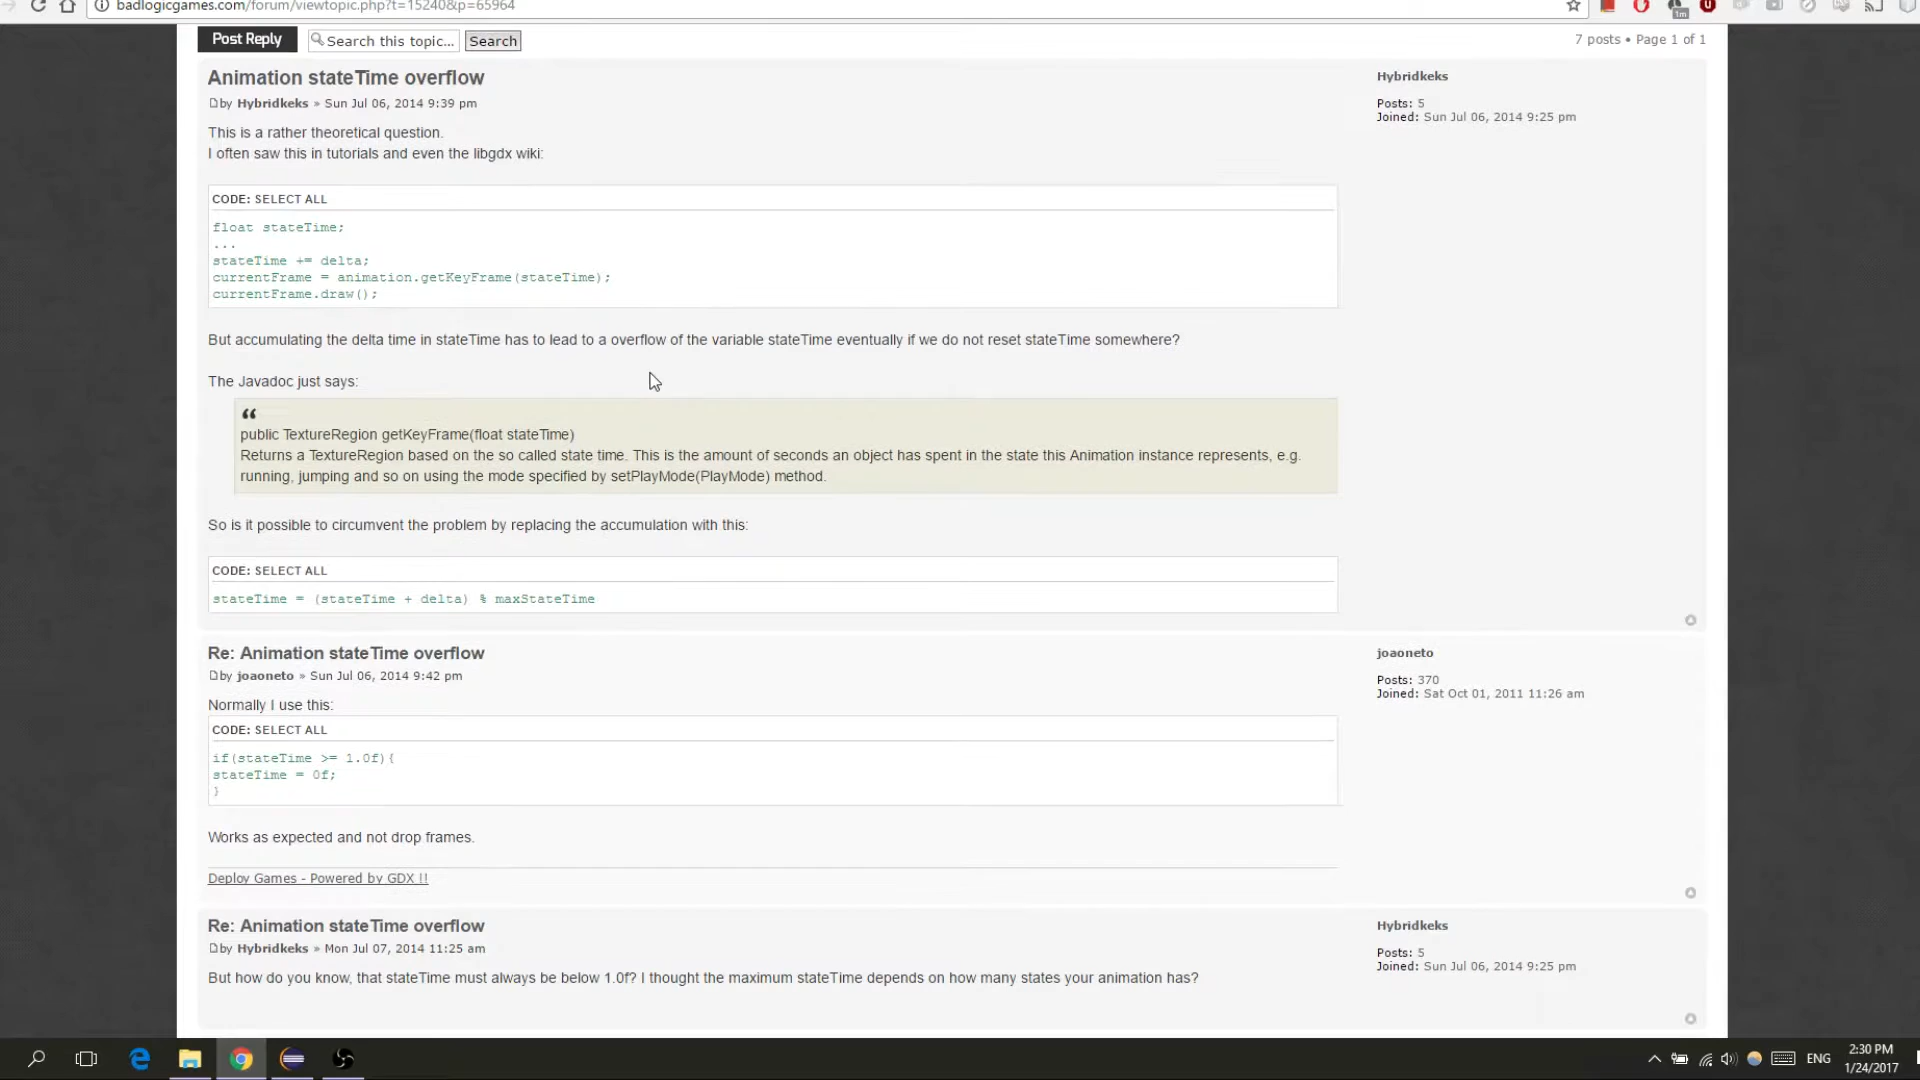 badlogicgames.com/forum/viewtopic.php?t=15240&p=65964
Post Reply
Search this topic...
Search
7 posts • Page 1 of 1
Animation stateTime overflow
by Hybridkeks » Sun Jul 06, 2014 9:39 pm
Hybridkeks
Posts: 5
Joined: Sun Jul 06, 2014 9:25 pm
This is a rather theoretical question.
I often saw this in tutorials and even the libgdx wiki:
CODE: SELECT ALL
float stateTime;
...
stateTime += delta;
currentFrame = animation.getKeyFrame(stateTime);
currentFrame.draw();
But accumulating the delta time in stateTime has to lead to a overflow of the variable stateTime eventually if we do not reset stateTime somewhere?
The Javadoc just says:
“
public TextureRegion getKeyFrame(float stateTime)
Returns a TextureRegion based on the so called state time. This is the amount of seconds an object has spent in the state this Animation instance represents, e.g.
running, jumping and so on using the mode specified by setPlayMode(PlayMode) method.
So is it possible to circumvent the problem by replacing the accumulation with this:
CODE: SELECT ALL
stateTime = (stateTime + delta) % maxStateTime
Re: Animation stateTime overflow
by joaoneto » Sun Jul 06, 2014 9:42 pm
joaoneto
Posts: 370
Joined: Sat Oct 01, 2011 11:26 am
Normally I use this:
CODE: SELECT ALL
if(stateTime >= 1.0f){
stateTime = 0f;
}
Works as expected and not drop frames.
Deploy Games - Powered by GDX !!
Re: Animation stateTime overflow
by Hybridkeks » Mon Jul 07, 2014 11:25 am
Hybridkeks
Posts: 5
Joined: Sun Jul 06, 2014 9:25 pm
But how do you know, that stateTime must always be below 1.0f? I thought the maximum stateTime depends on how many states your animation has?
ENG
2:30 PM
1/24/2017